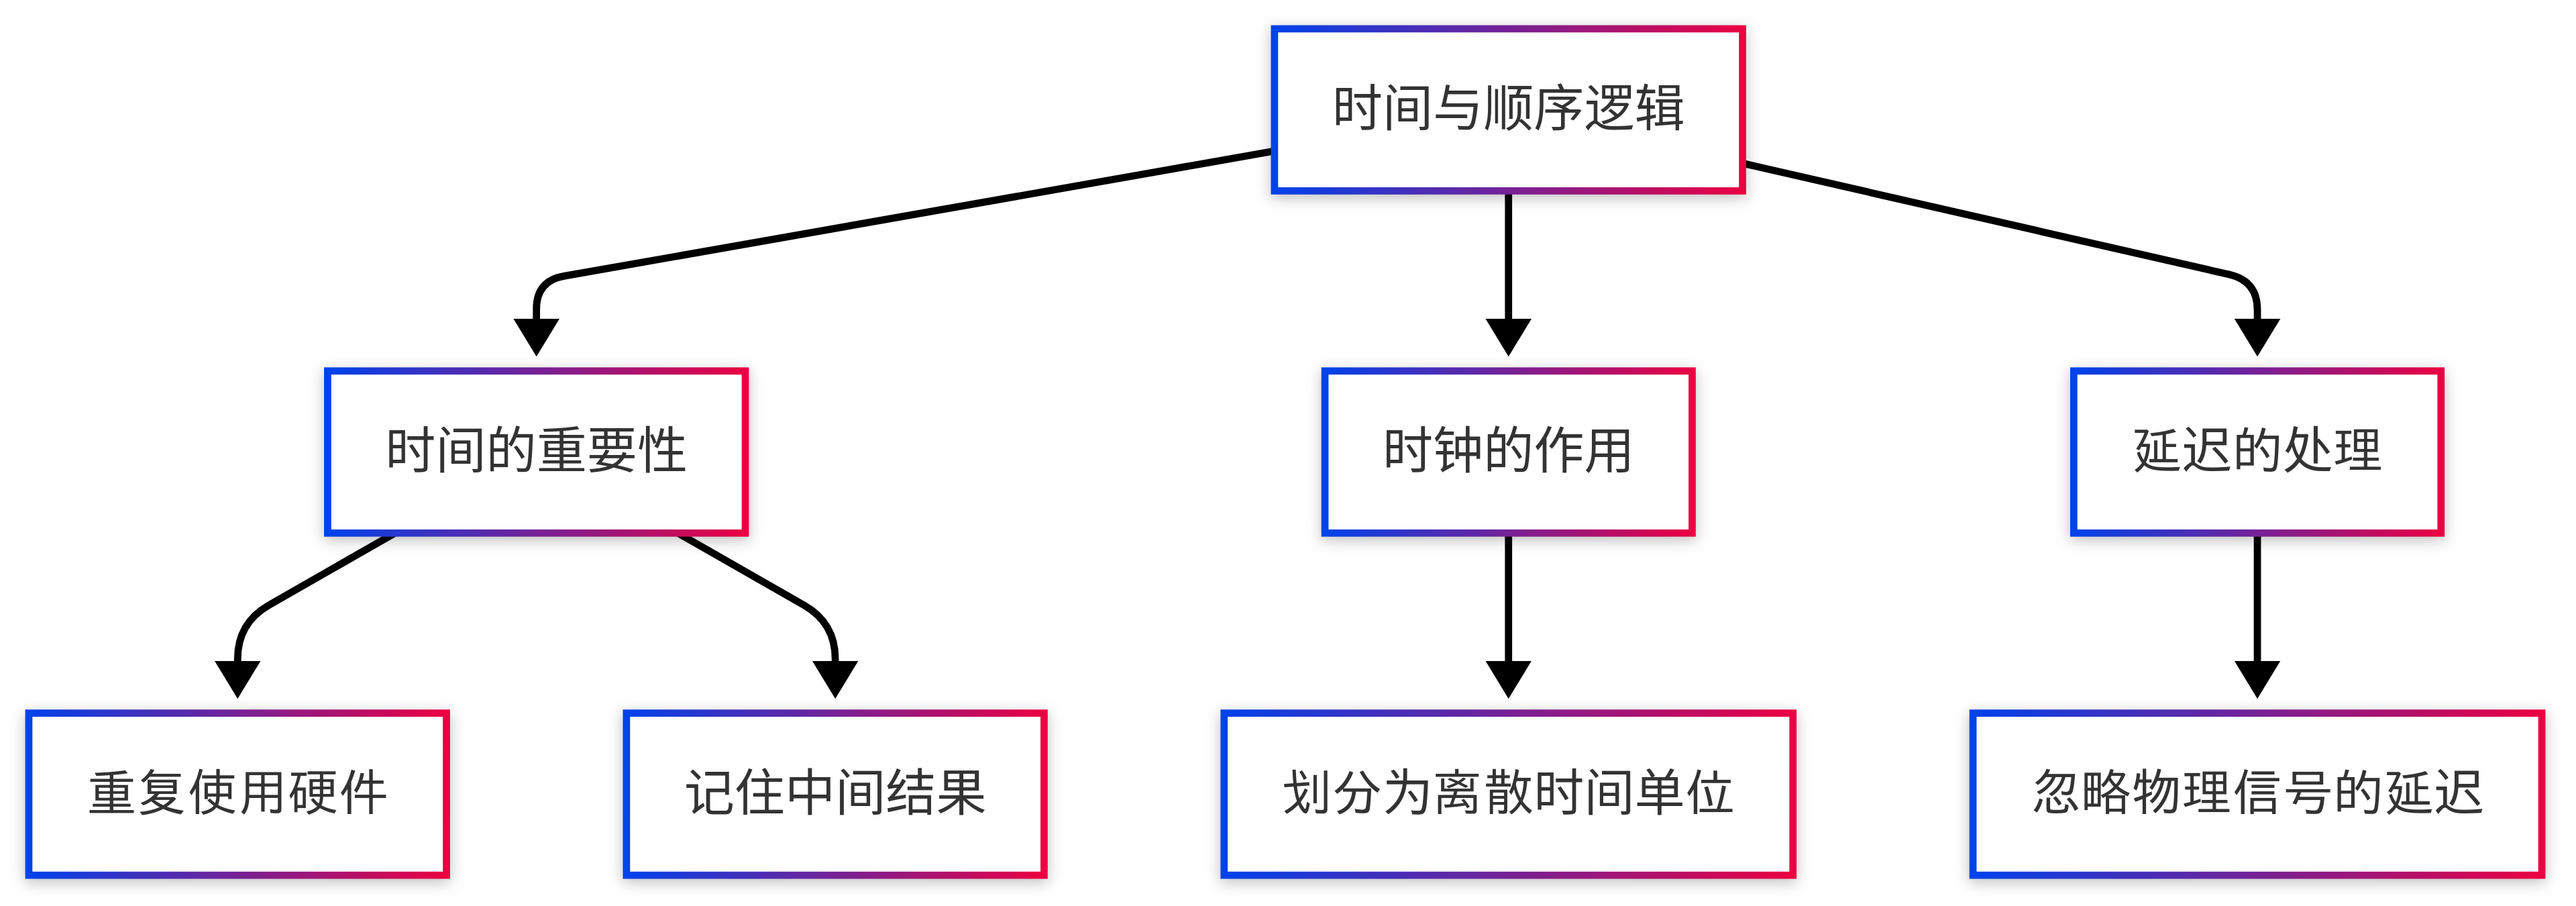 时间与顺序逻辑
时间的重要性
时钟的作用
延迟的处理
重复使用硬件
记住中间结果
划分为离散时间单位
忽略物理信号的延迟